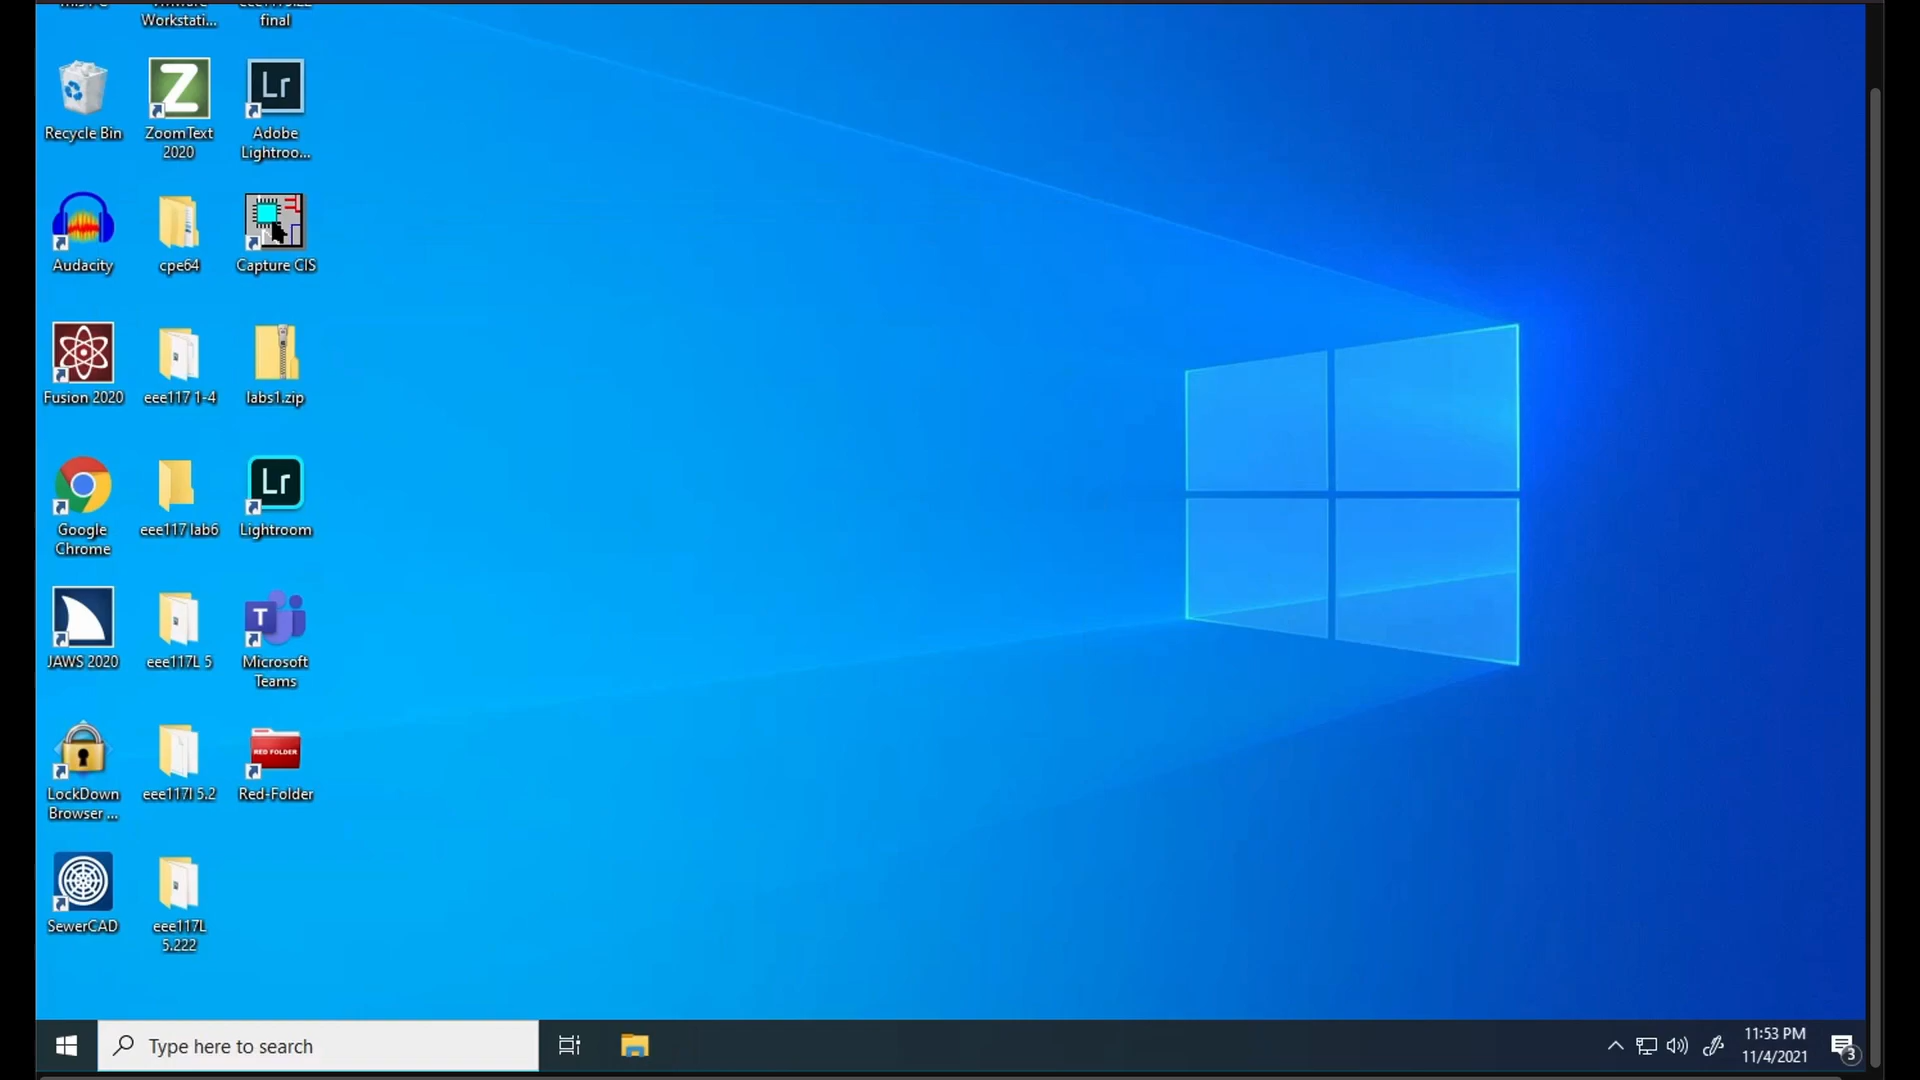 Workstati...
final
Recycle Bin
ZoomText
2020
Lr
Adobe
Lightroo...
Audacity
cpe64
Capture CIS
Fusion 2020
eee117 1-4
labs1.zip
Google
Chrome
eee117 lab6
Lr
Lightroom
JAWS 2020
eee117L 5
T
Microsoft
Teams
LockDown
Browser ...
eee117l 5.2
RED FOLDER
Red-Folder
SewerCAD
eee117L
5.222
Type here to search
11:53 PM
11/4/2021
3